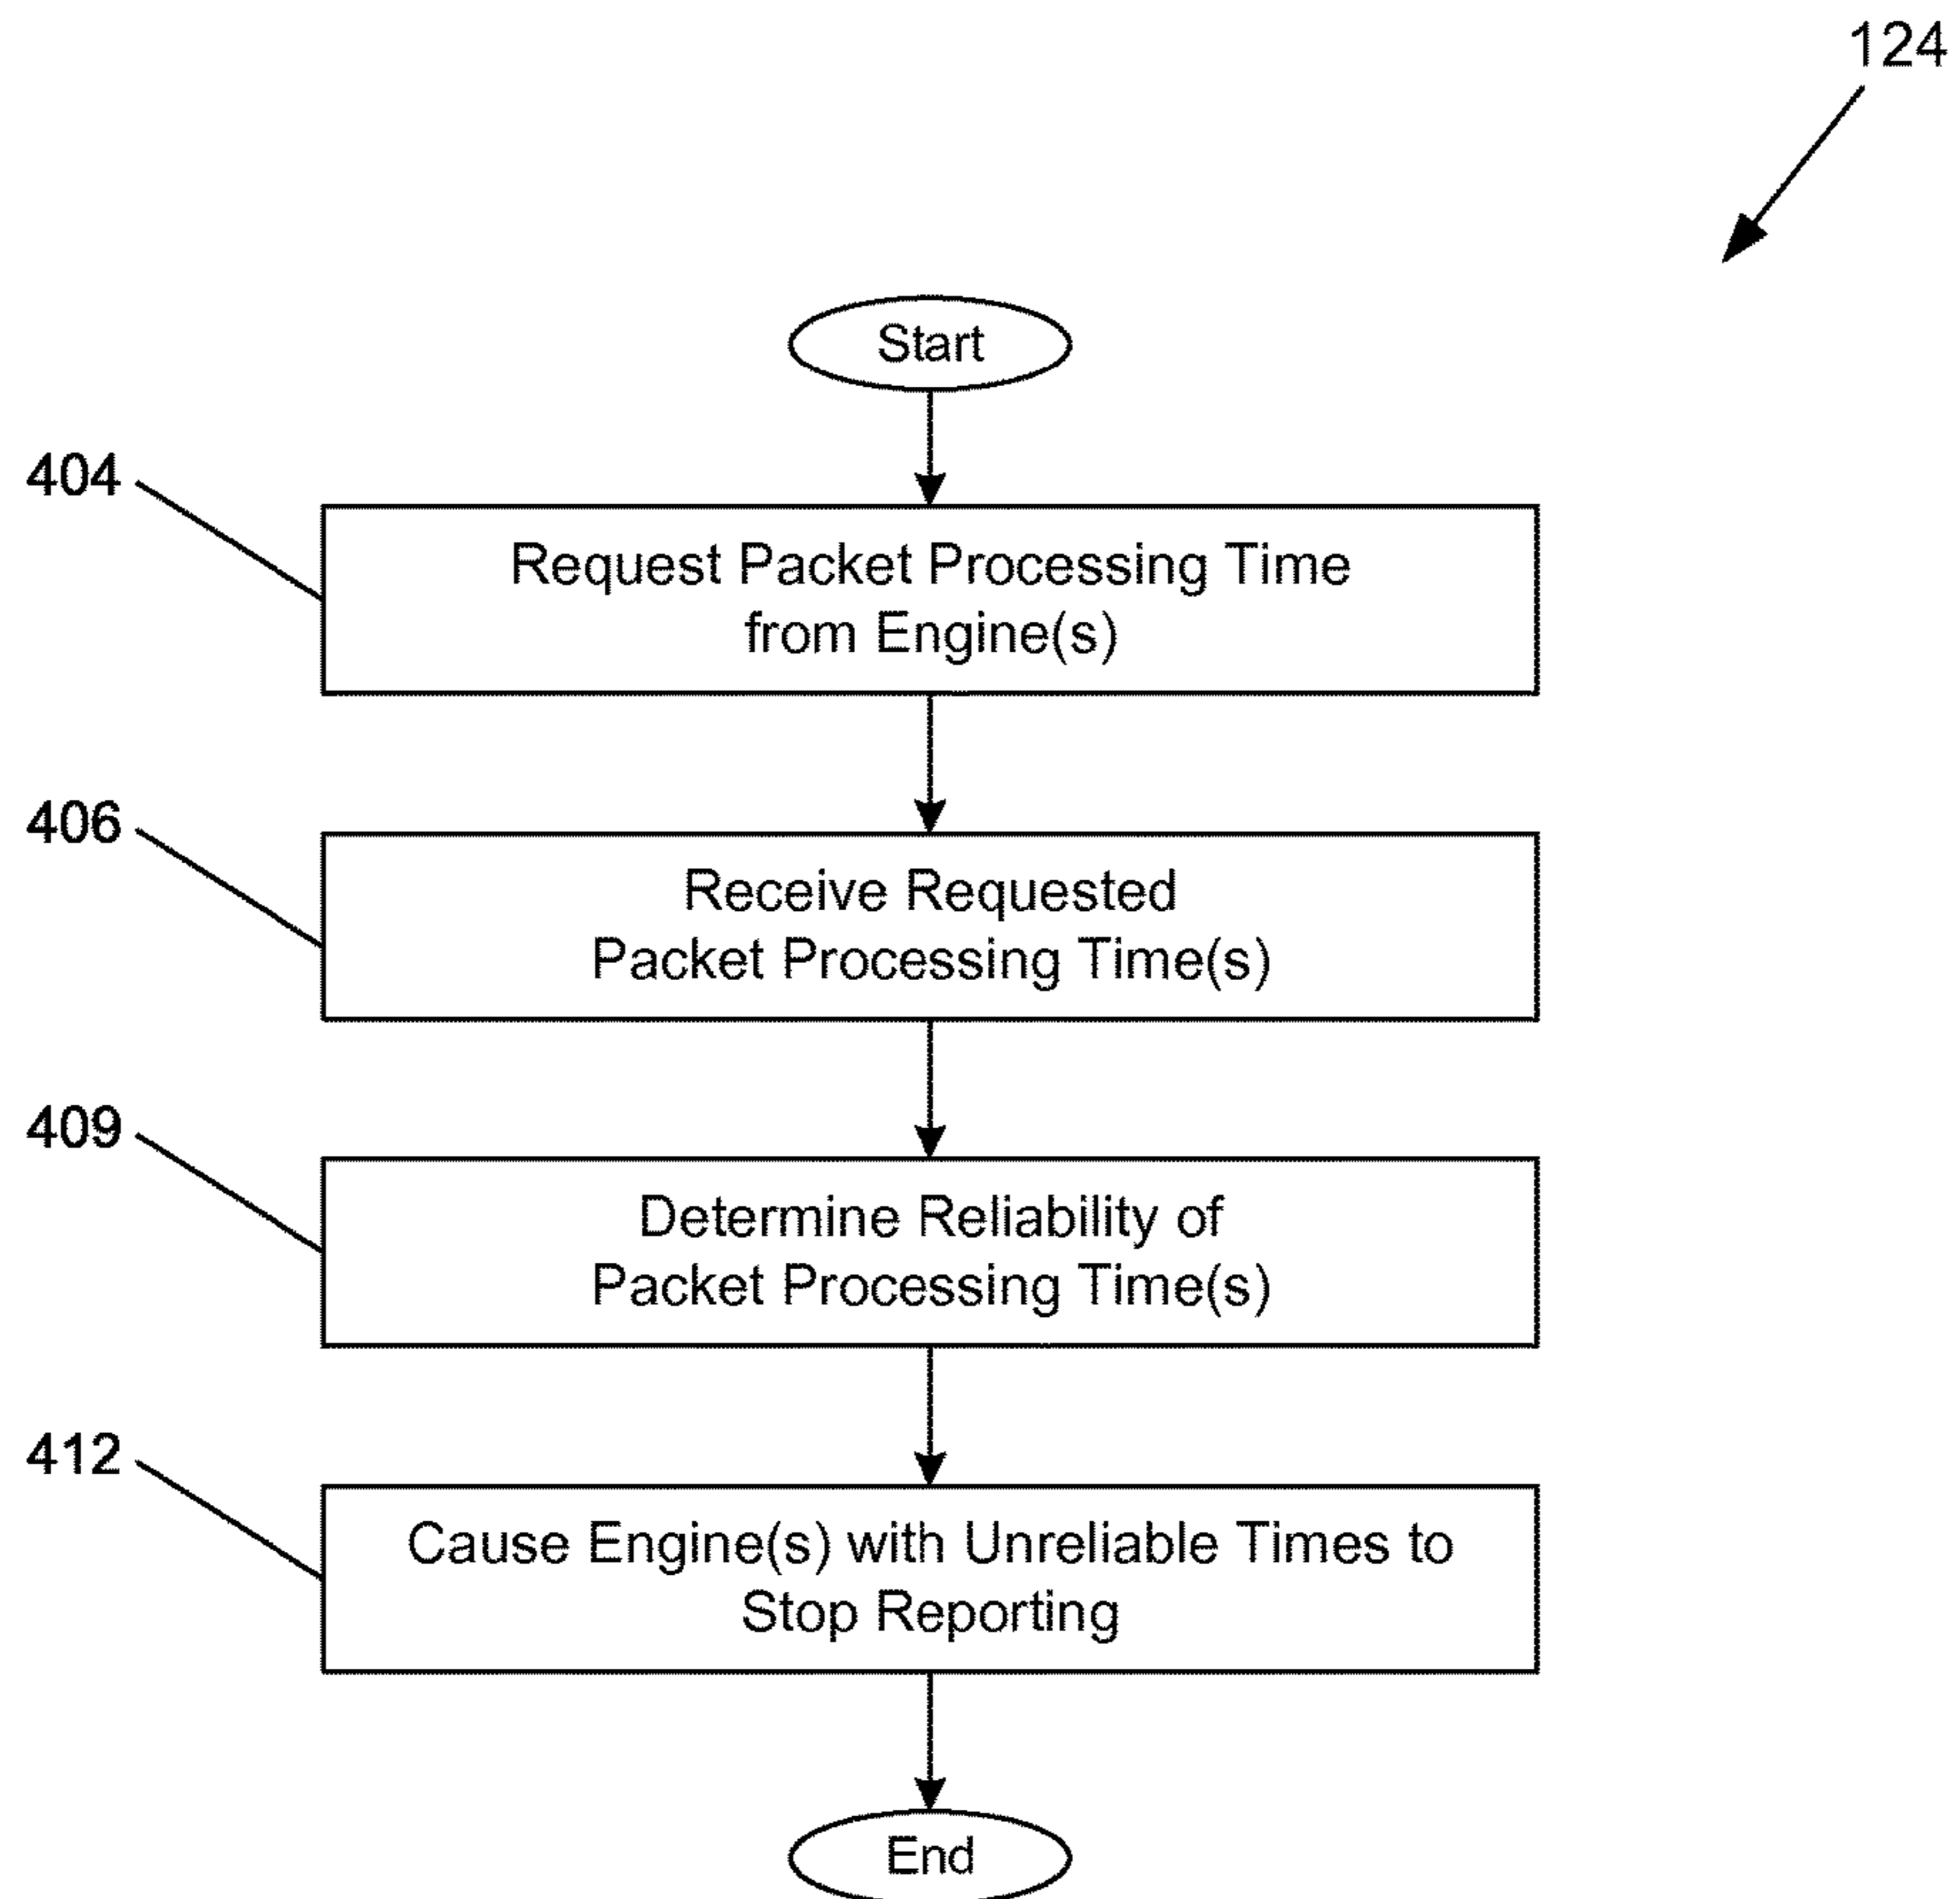 124
Start
404
Request Packet Processing Time
from Engine(s)
406
Receive Requested
Packet Processing Time(s)
409
Determine Reliability of
Packet Processing Time(s)
412
Cause Engine(s) with Unreliable Times to
Stop Reporting
End